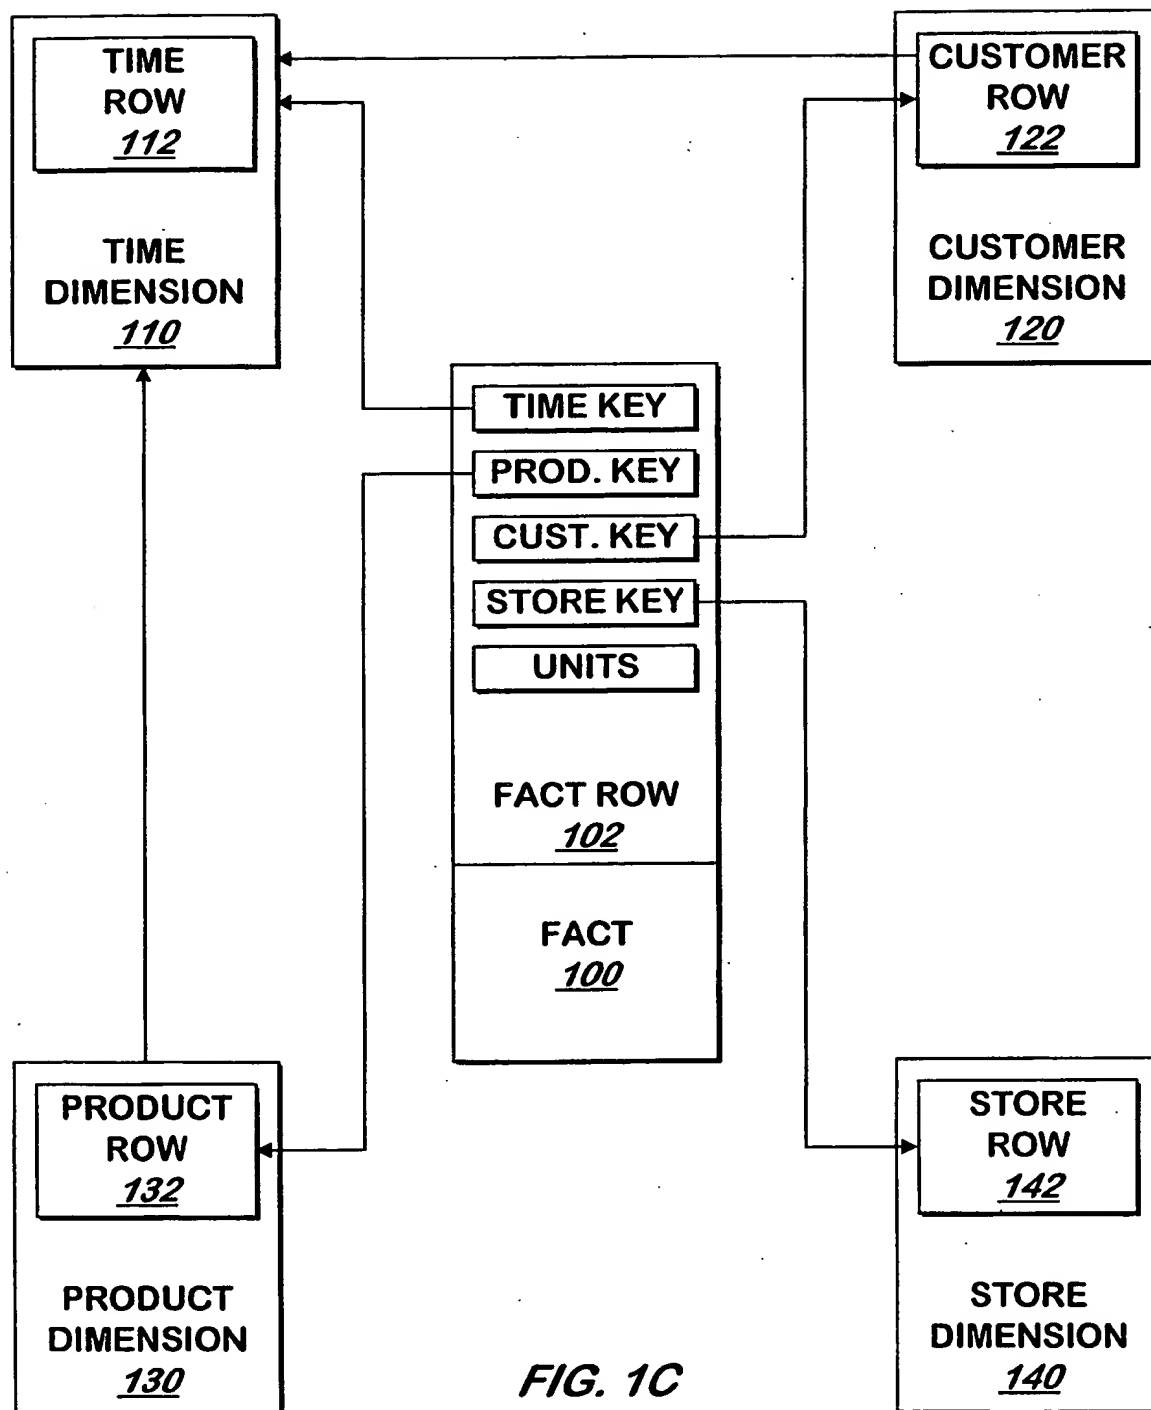 TIME
ROW
112
TIME
DIMENSION
110
CUSTOMER
ROW
122
CUSTOMER
DIMENSION
120
TIME KEY
PROD. KEY
CUST. KEY
STORE KEY
UNITS
FACT ROW
102
FACT
100
PRODUCT
ROW
132
PRODUCT
DIMENSION
130
STORE
ROW
142
STORE
DIMENSION
140
FIG. 1C